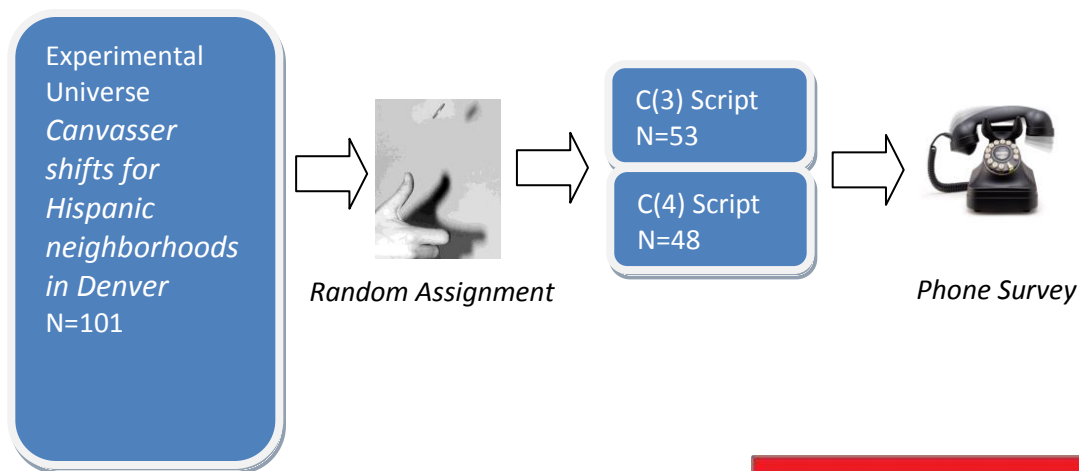 Experimental
Universe
Canvasser
shifts for
Hispanic
neighborhoods
in Denver
N=101
Random Assignment
C(3) Script
N=53
C(4) Script
N=48
Phone Survey